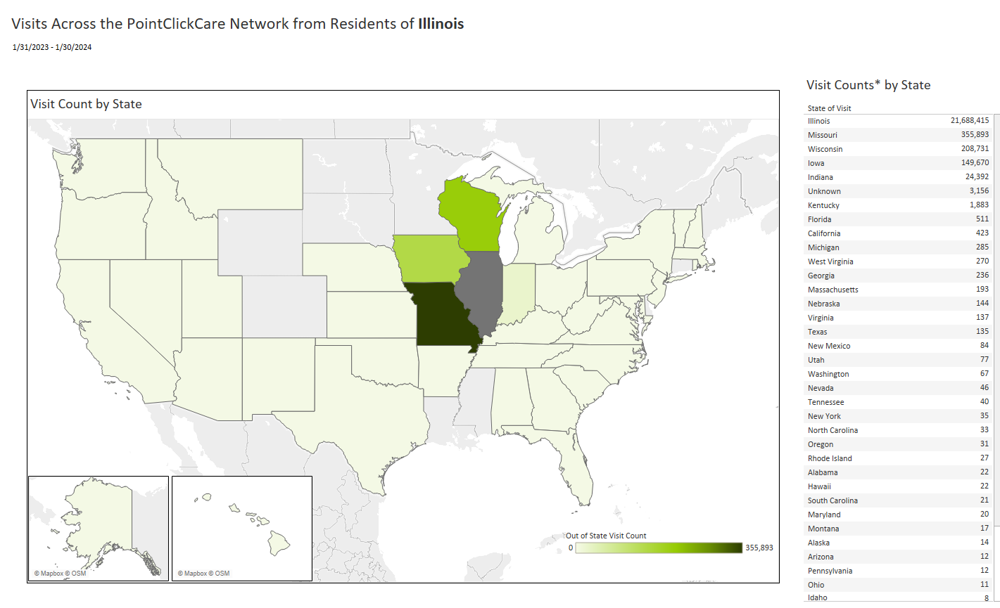 Visits Across the PointClickCare Network from Residents of Illinois
1/31/2023 - 1/30/2024
Visit Count by State
© Mapbox © OSM
© Mapbox © OSM
Out of State Visit Count
0
355,893
Visit Counts* by State
State of Visit
Illinois 21,688,415
Missouri 355,893
Wisconsin 208,731
Iowa 149,670
Indiana 24,392
Unknown 3,156
Kentucky 1,883
Florida 511
California 423
Michigan 285
West Virginia 270
Georgia 236
Massachusetts 193
Nebraska 144
Virginia 137
Texas 135
New Mexico 84
Utah 77
Washington 67
Nevada 46
Tennessee 40
New York 35
North Carolina 33
Oregon 31
Rhode Island 27
Alabama 22
Hawaii 22
South Carolina 21
Maryland 20
Montana 17
Alaska 14
Arizona 12
Pennsylvania 12
Ohio 11
Idaho 8